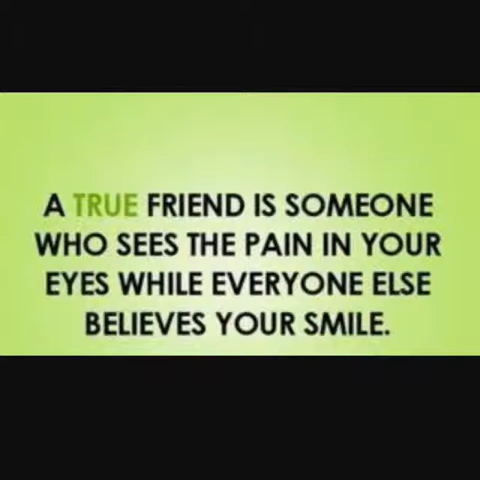 A TRUE FRIEND IS SOMEONE
WHO SEES THE PAIN IN YOUR
EYES WHILE EVERYONE ELSE
BELIEVES YOUR SMILE.